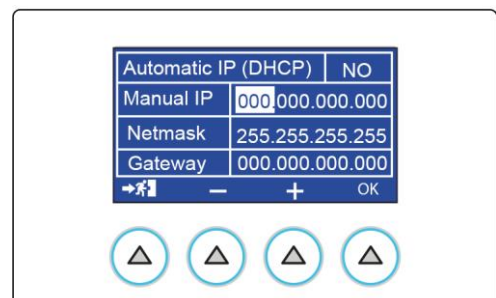 Automatic IP (DHCP) NO
Manual IP 000.000.000.000
Netmask 255.255.255.255
Gateway 000.000.000.000
− + OK